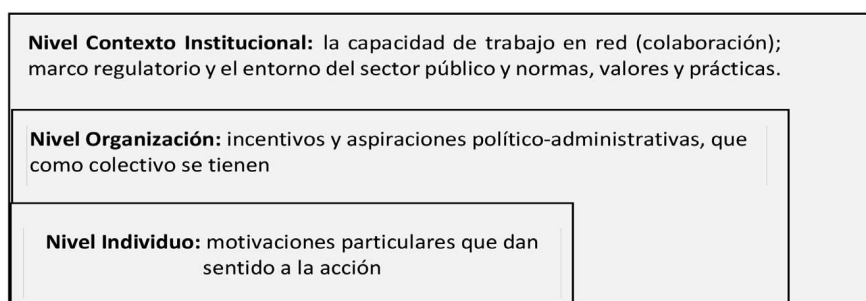 Nivel Contexto Institucional: la capacidad de trabajo en red (colaboración);
marco regulatorio y el entorno del sector público y normas, valores y prácticas.
Nivel Organización: incentivos y aspiraciones político-administrativas, que
como colectivo se tienen
Nivel Individuo: motivaciones particulares que dan
sentido a la acción